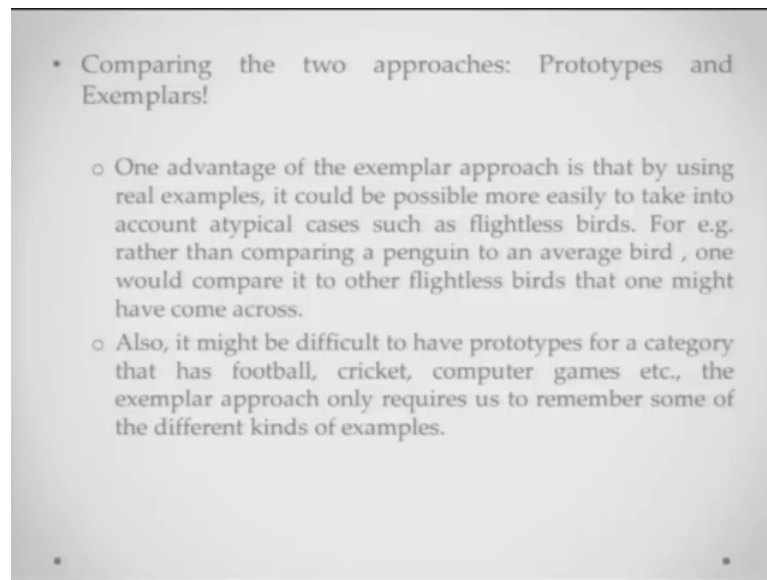 • Comparing the two approaches: Prototypes and
Exemplars!
o One advantage of the exemplar approach is that by using
real examples, it could be possible more easily to take into
account atypical cases such as flightless birds. For e.g.
rather than comparing a penguin to an average bird , one
would compare it to other flightless birds that one might
have come across.
o Also, it might be difficult to have prototypes for a category
that has football, cricket, computer games etc., the
exemplar approach only requires us to remember some of
the different kinds of examples.